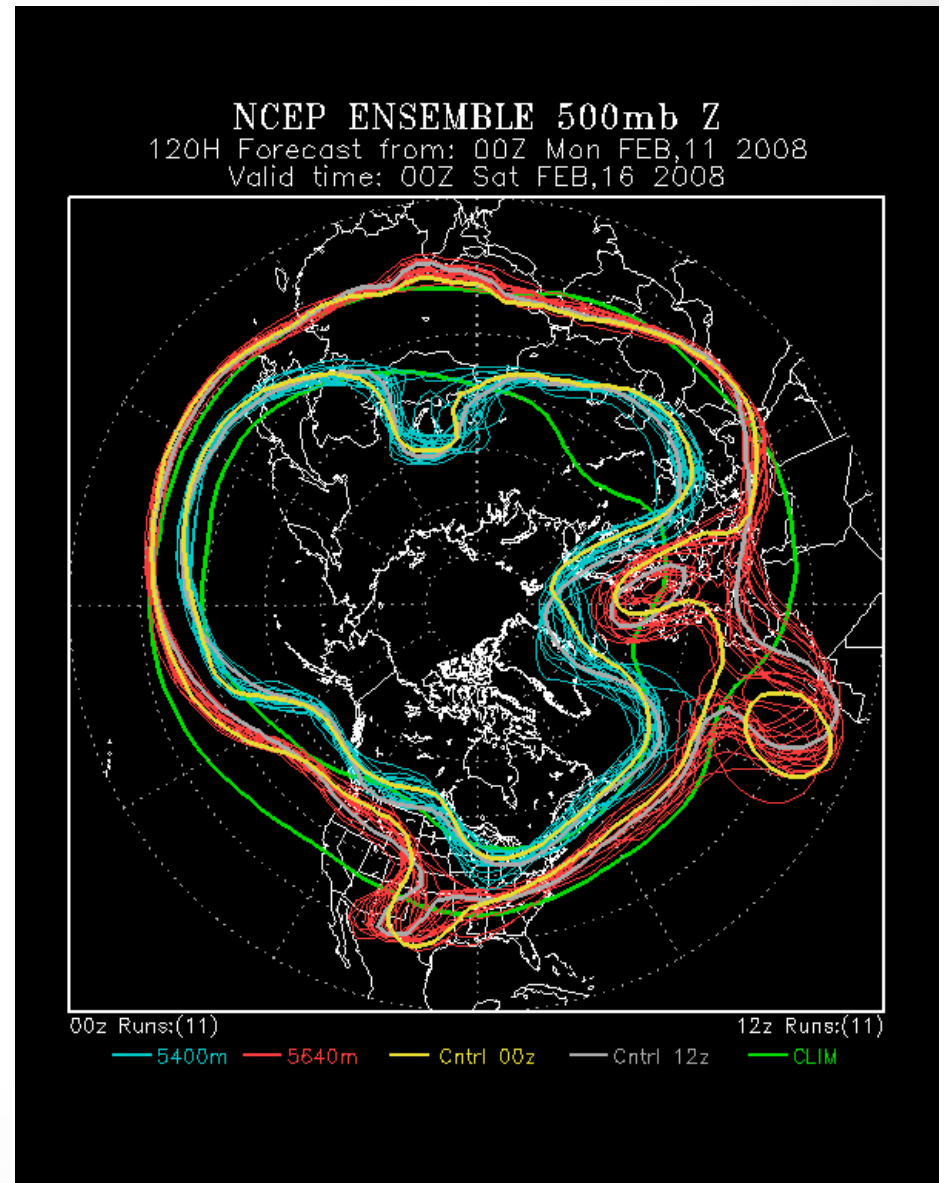 NCEP ENSEMBLE 500mb Z
120H Forecast from: 00Z Mon FEB,11 2008
Valid time: 00Z Sat FEB,16 2008
00z Runs:(11) 12z Runs:(11)
5400m 5640m Cntrl 00z Cntrl 12z CLIM